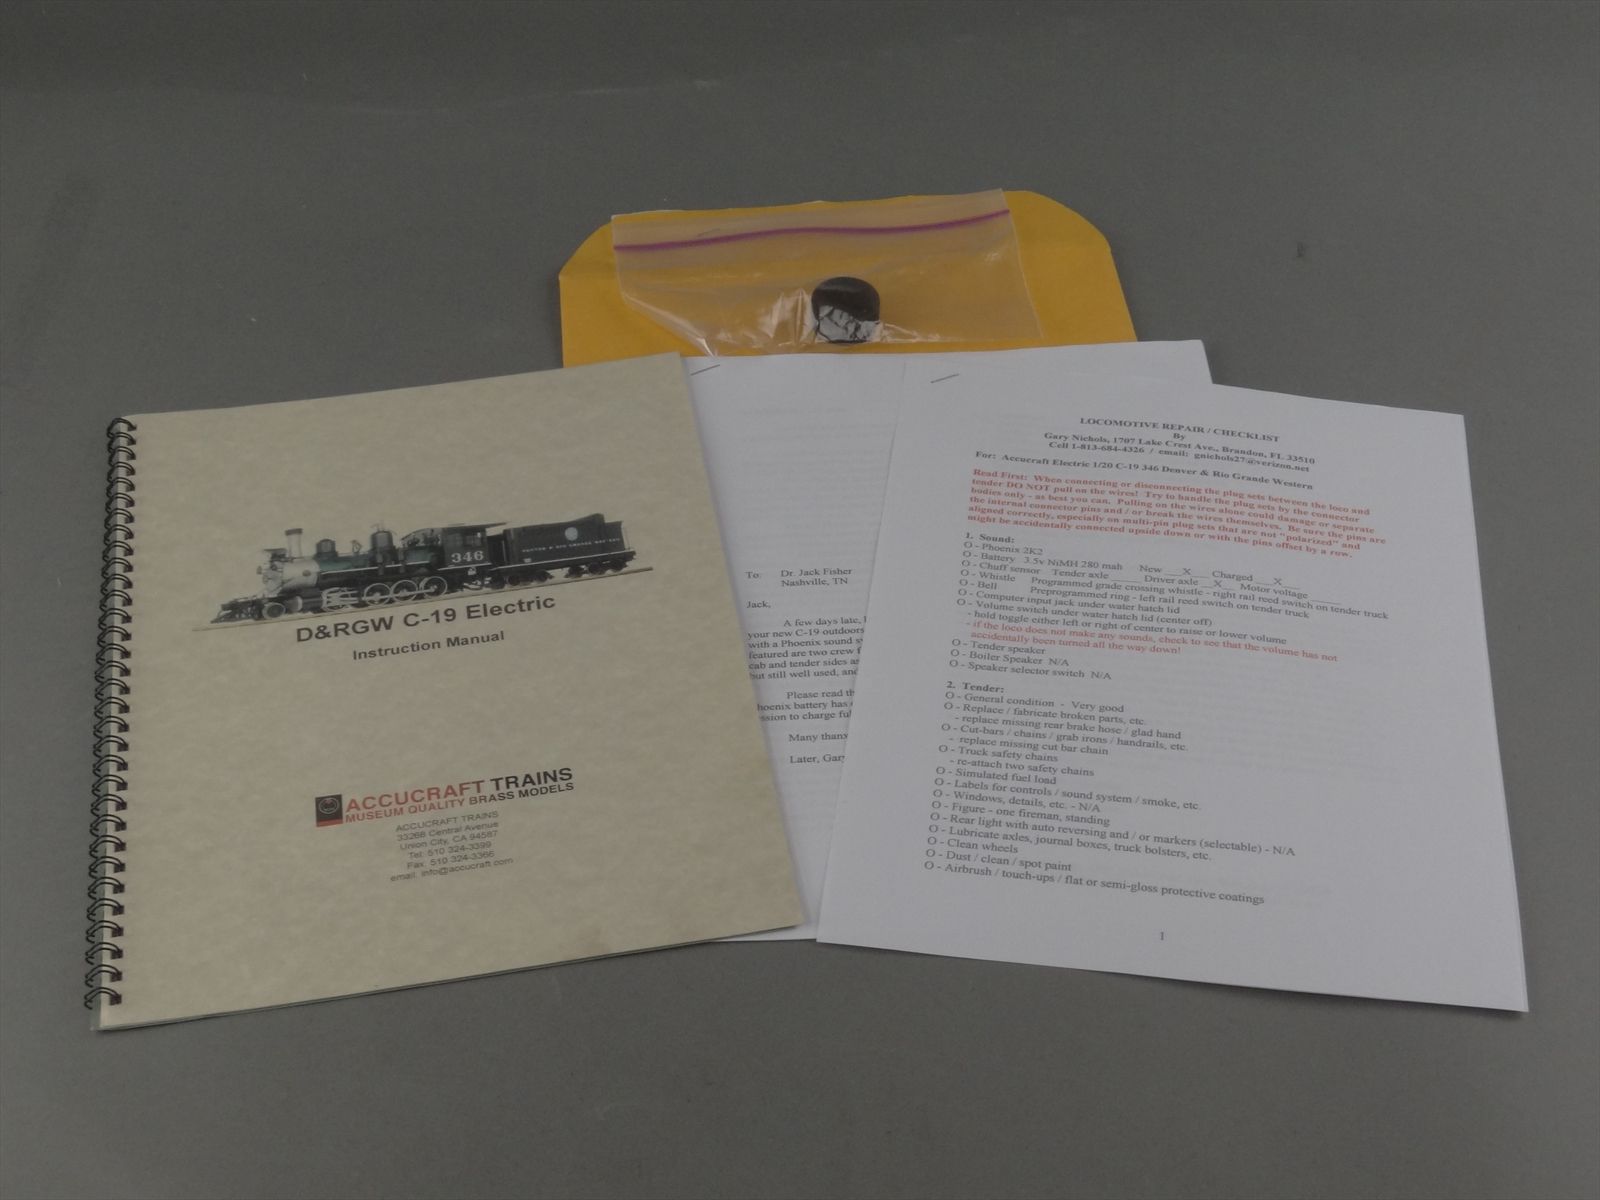 346
D&RGW C-19 Electric
Instruction Manual
ACCUCRAFT TRAINS
MUSEUM QUALITY BRASS MODELS
ACCUCRAFT TRAINS
33268 Central Avenue
Union City, CA 94587
Tel: 510 324-3399
Fax: 510 324-3366
email: info@accucraft.com
To: Dr. Jack Fisher
Nashville, TN
Jack,
A few days late,
your new C-19 outdoors
with a Phoenix sound
featured are two crew
cab and tender sides as
but still well used, and
Please read
hoenix battery has
ssion to charge
Many thanx
Later, Gary
LOCOMOTIVE REPAIR / CHECKLIST
By
Gary Nichols, 1707 Lake Crest Ave., Brandon, FL 33510
Cell 1-813-684-4326 / email: gnichols27@verizon.net
For: Accucraft Electric 1/20 C-19 346 Denver & Rio Grande Western
Read First: When connecting or disconnecting the plug sets between the loco and
tender DO NOT pull on the wires! Try to handle the plug sets by the connector
bodies only - as best you can. Pulling on the wires alone could damage or separate
the internal connector pins and / or break the wires themselves. Be sure the pins are
aligned correctly, especially on multi-pin plug sets that are not "polarized" and
might be accidentally connected upside down or with the pins offset by a row.
1. Sound:
O - Phoenix 2K2
O - Battery 3.5v NiMH 280 mah New ___X___ Charged ___X___
O - Chuff sensor Tender axle ______ Driver axle __X__ Motor voltage______
O - Whistle Programmed grade crossing whistle - right rail reed switch on tender truck
O - Bell Preprogrammed ring - left rail reed switch on tender truck
O - Computer input jack under water hatch lid
O - Volume switch under water hatch lid (center off)
- hold toggle either left or right of center to raise or lower volume
- if the loco does not make any sounds, check to see that the volume has not
accidentally been turned all the way down!
O - Tender speaker
O - Boiler Speaker N/A
O - Speaker selector switch N/A
2. Tender:
O - General condition - Very good
O - Replace / fabricate broken parts, etc.
- replace missing rear brake hose / glad hand
O - Cut-bars / chains / grab irons / handrails, etc.
- replace missing cut bar chain
O - Truck safety chains
- re-attach two safety chains
O - Simulated fuel load
O - Labels for controls / sound system / smoke, etc.
O - Windows, details, etc. - N/A
O - Figure - one fireman, standing
O - Rear light with auto reversing and / or markers (selectable) - N/A
O - Lubricate axles, journal boxes, truck bolsters, etc.
O - Clean wheels
O - Dust / clean / spot paint
O - Airbrush / touch-ups / flat or semi-gloss protective coatings
1